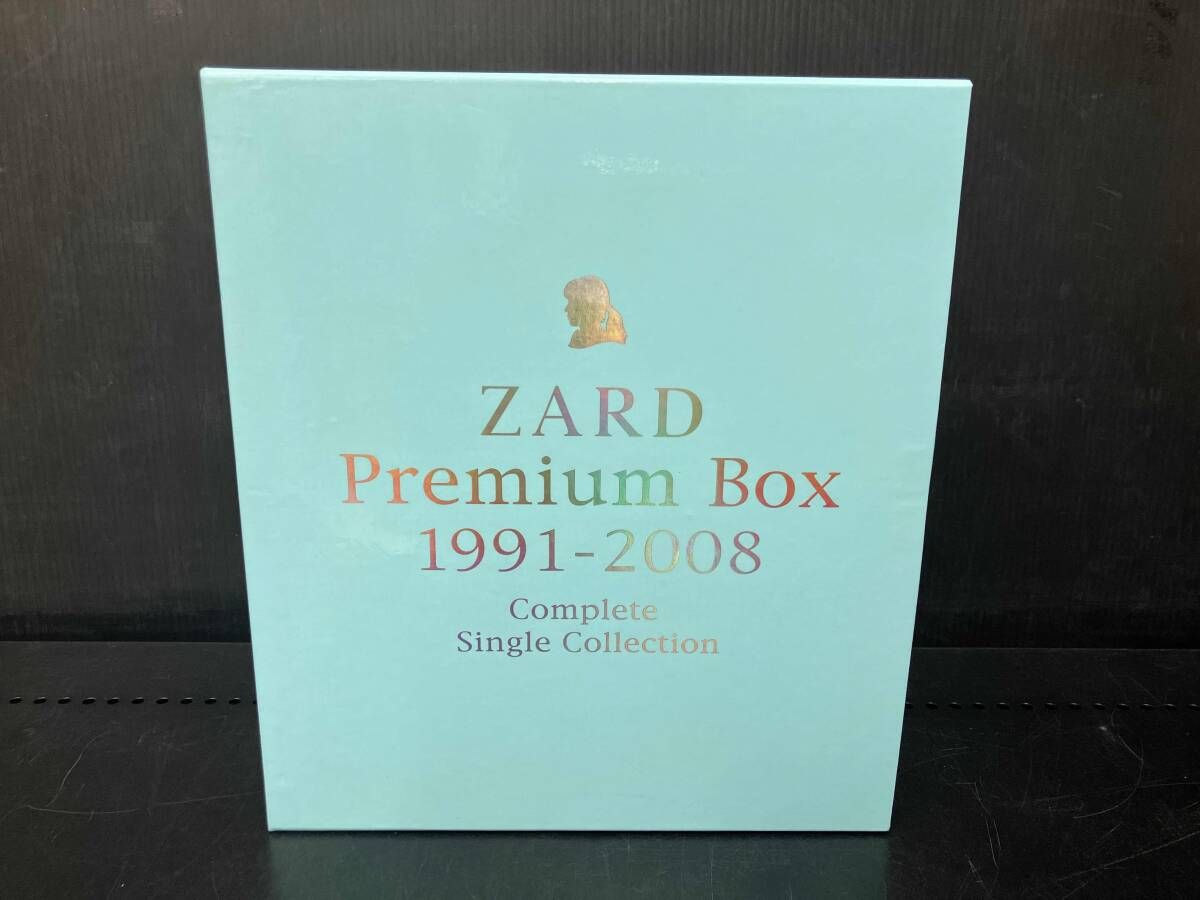 ZARD
Premium Box
1991-2008
Complete
Single Collection